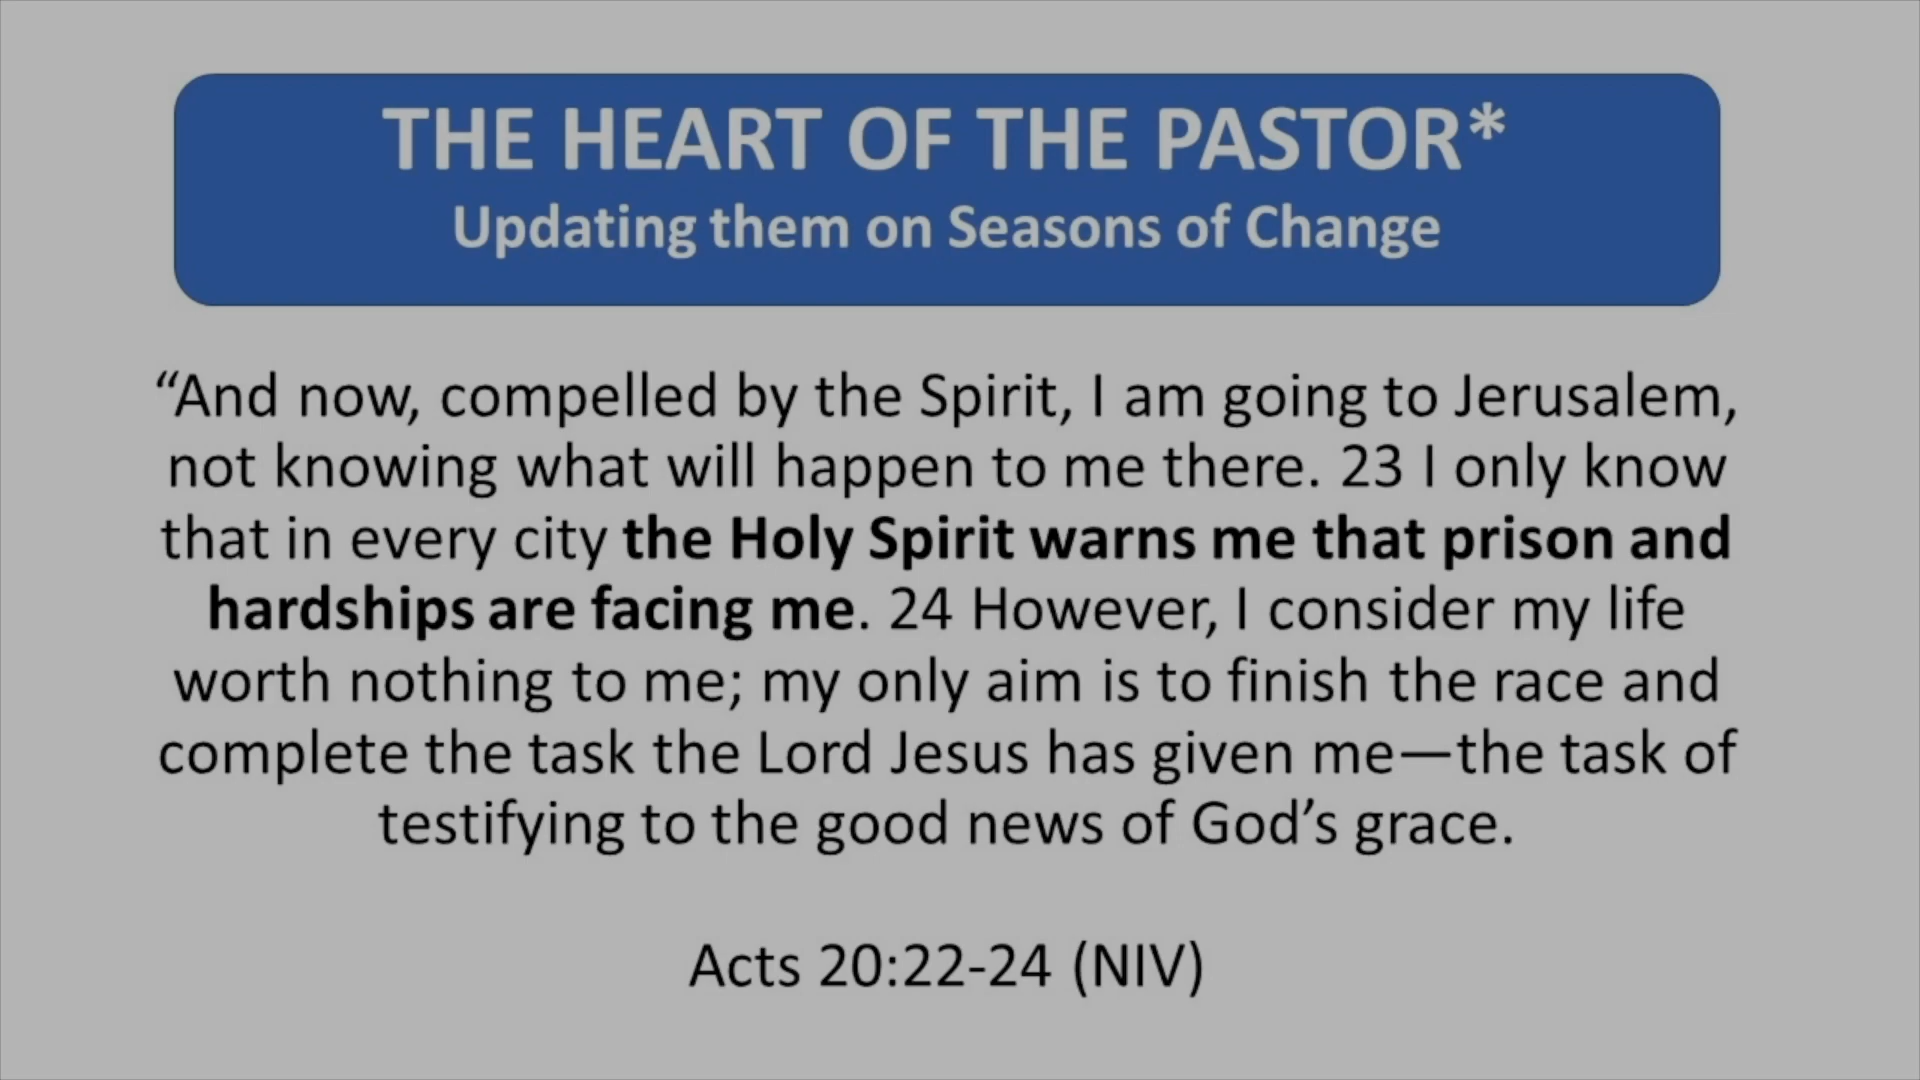 THE HEART OF THE PASTOR*
Updating them on Seasons of Change
“And now, compelled by the Spirit, I am going to Jerusalem,
not knowing what will happen to me there. 23 I only know
that in every city the Holy Spirit warns me that prison and
hardships are facing me. 24 However, I consider my life
worth nothing to me; my only aim is to finish the race and
complete the task the Lord Jesus has given me—the task of
testifying to the good news of God’s grace.
Acts 20:22-24 (NIV)